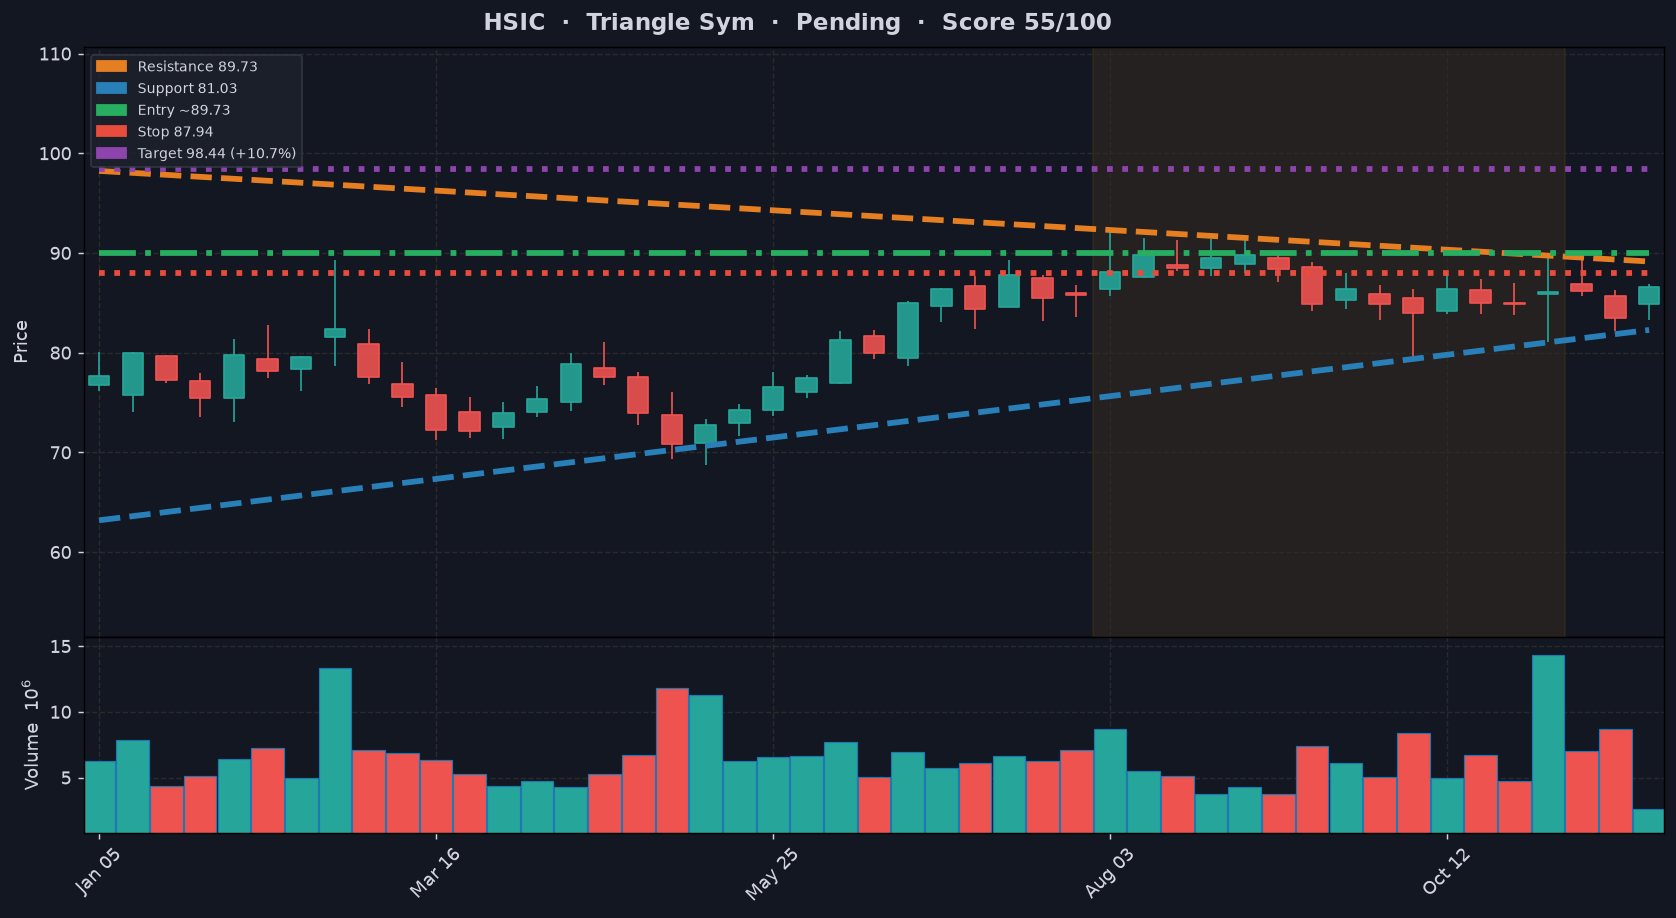 HSIC · Triangle Sym · Pending · Score 55/100
Resistance 89.73
Support 81.03
Entry ~89.73
Stop 87.94
Target 98.44 (+10.7%)
110
100
90
80
70
60
Price
15
10
5
Volume 10⁶
Jan 05
Mar 16
May 25
Aug 03
Oct 12